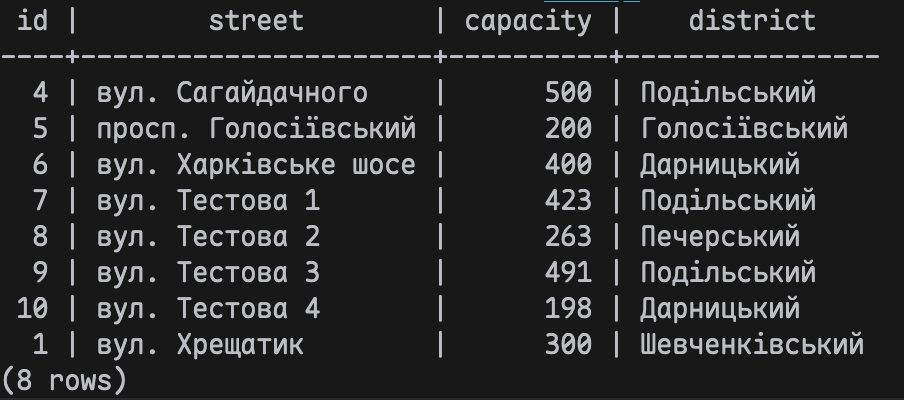 id |        street        | capacity |    district
----+----------------------+----------+----------------
  4 | вул. Сагайдачного    |      500 | Подільський
  5 | просп. Голосіївський |      200 | Голосіївський
  6 | вул. Харківське шосе |      400 | Дарницький
  7 | вул. Тестова 1       |      423 | Подільський
  8 | вул. Тестова 2       |      263 | Печерський
  9 | вул. Тестова 3       |      491 | Подільський
 10 | вул. Тестова 4       |      198 | Дарницький
  1 | вул. Хрещатик        |      300 | Шевченківський
(8 rows)